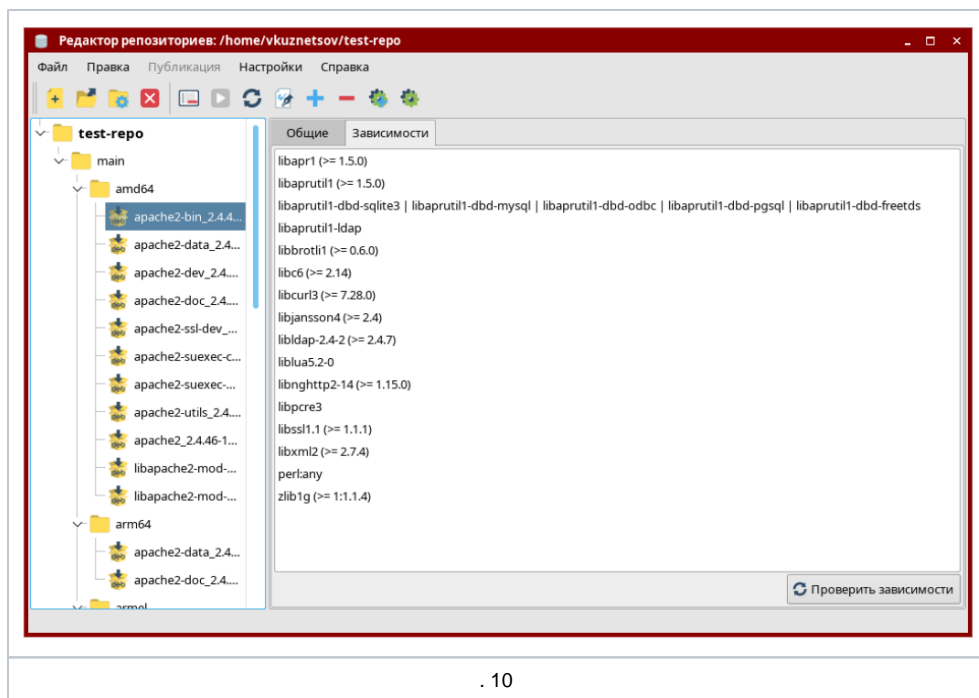 Редактор репозиториев: /home/vkuznetsov/test-repo
Файл Правка Публикация Настройки Справка
test-repo
main
amd64
apache2-bin_2.4.4...
apache2-data_2.4...
apache2-dev_2.4....
apache2-doc_2.4....
apache2-ssl-dev_...
apache2-suexec-c...
apache2-suexec-...
apache2-utils_2.4....
apache2_2.4.46-1...
libapache2-mod-...
libapache2-mod-...
arm64
apache2-data_2.4...
apache2-doc_2.4....
armel
Общие Зависимости
libapr1 (>= 1.5.0)
libaprutil1 (>= 1.5.0)
libaprutil1-dbd-sqlite3 | libaprutil1-dbd-mysql | libaprutil1-dbd-odbc | libaprutil1-dbd-pgsql | libaprutil1-dbd-freetds
libaprutil1-ldap
libbrotli1 (>= 0.6.0)
libc6 (>= 2.14)
libcurl3 (>= 7.28.0)
libjansson4 (>= 2.4)
libldap-2.4-2 (>= 2.4.7)
liblua5.2-0
libnghttp2-14 (>= 1.15.0)
libpcre3
libssl1.1 (>= 1.1.1)
libxml2 (>= 2.7.4)
perl:any
zlib1g (>= 1:1.1.4)
Проверить зависимости
. 10